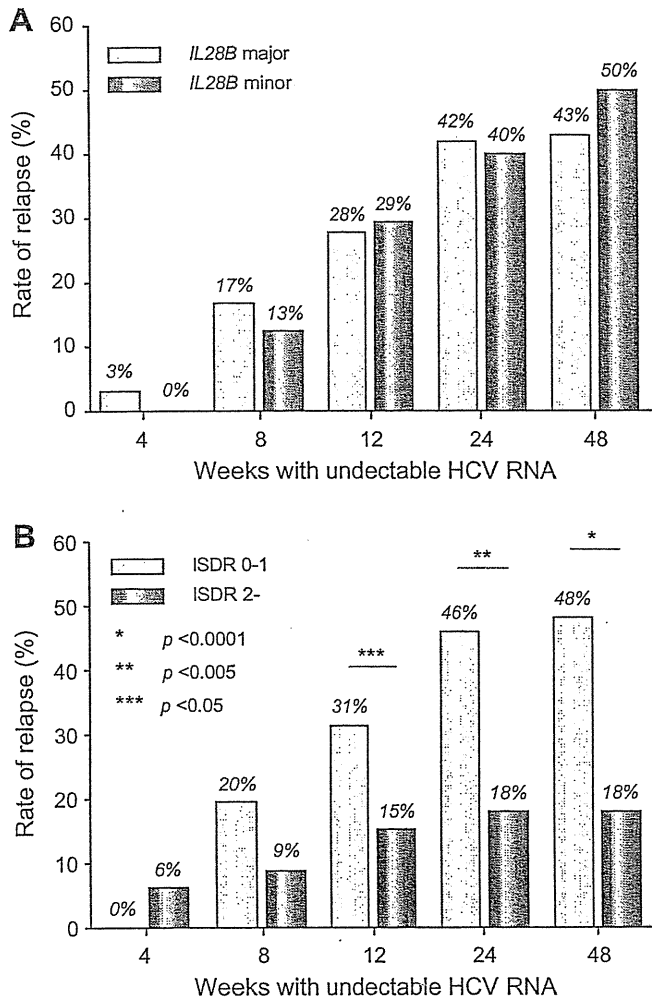 A
60
50
40
30
20
10
0
Rate of relapse (%)
IL28B major
IL28B minor
3%
0%
17%
13%
28%
29%
42%
40%
43%
50%
4 8 12 24 48
Weeks with undectable HCV RNA
B
60
50
40
30
20
10
0
Rate of relapse (%)
ISDR 0-1
ISDR 2-
* p <0.0001
** p <0.005
*** p <0.05
0%
6%
20%
9%
***
31%
15%
**
46%
18%
*
48%
18%
4 8 12 24 48
Weeks with undectable HCV RNA